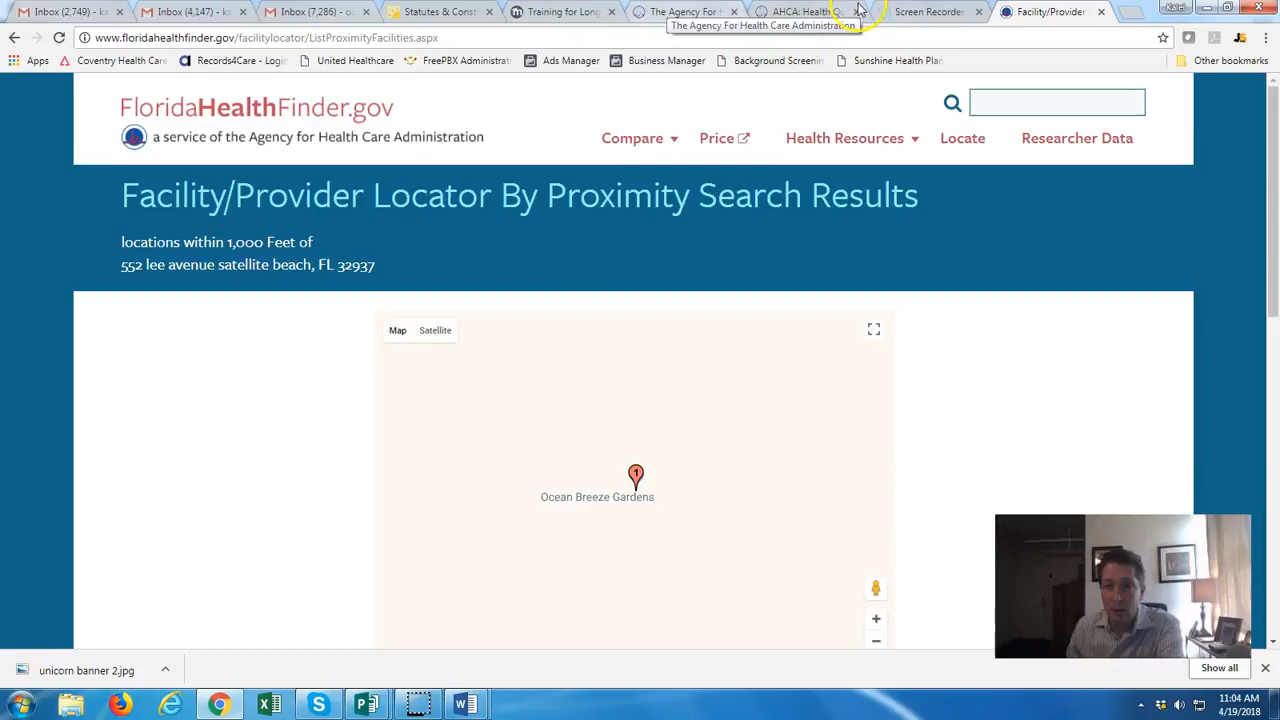 Inbox (2,749) - ka
Inbox (4,147) - k
Inbox (7,286) - oc
Statutes & Const
Training for Long
The Agency For H
AHCA: Health Q
Screen Recorder
Facility/Provider
The Agency For Health Care Administration
www.floridahealthfinder.gov/facilitylocator/ListProximityFacilities.aspx
Apps
Coventry Health Care
Records4Care - Login
United Healthcare
FreePBX Administrat
Ads Manager
Business Manager
Background Screenin
Sunshine Health Plan
Other bookmarks
FloridaHealthFinder.gov
a service of the Agency for Health Care Administration
Compare
Price
Health Resources
Locate
Researcher Data
Facility/Provider Locator By Proximity Search Results
locations within 1,000 Feet of
552 lee avenue satellite beach, FL 32937
Map
Satellite
1
Ocean Breeze Gardens
unicorn banner 2.jpg
Show all
11:04 AM
4/19/2018